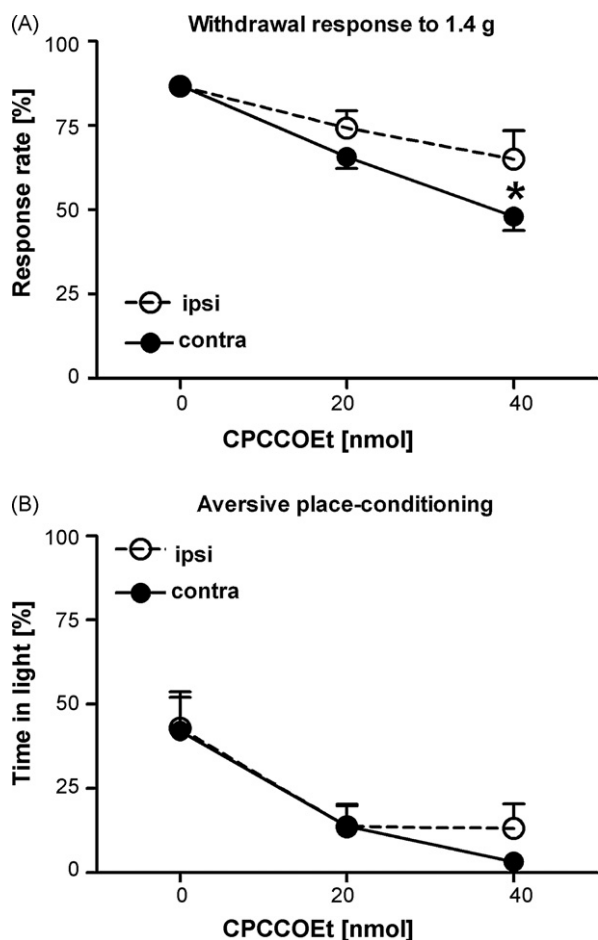 (A) Withdrawal response to 1.4 g
Response rate [%]
100
75
50
25
0
*
ipsi
contra
0 20 40
CPCCOEt [nmol]
(B) Aversive place-conditioning
Time in light [%]
100
75
50
25
0
ipsi
contra
0 20 40
CPCCOEt [nmol]